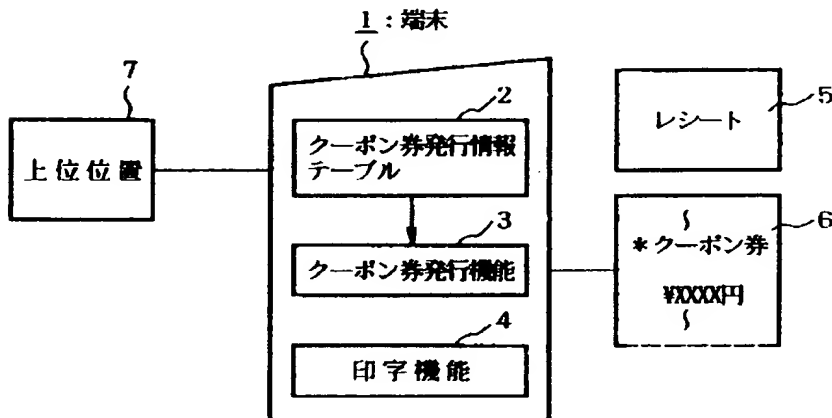 1：端末
7
上位位置
2
クーポン券発行情報
テーブル
3
クーポン券発行機能
4
印字機能
5
レシート
6
*クーポン券
¥XXXX円